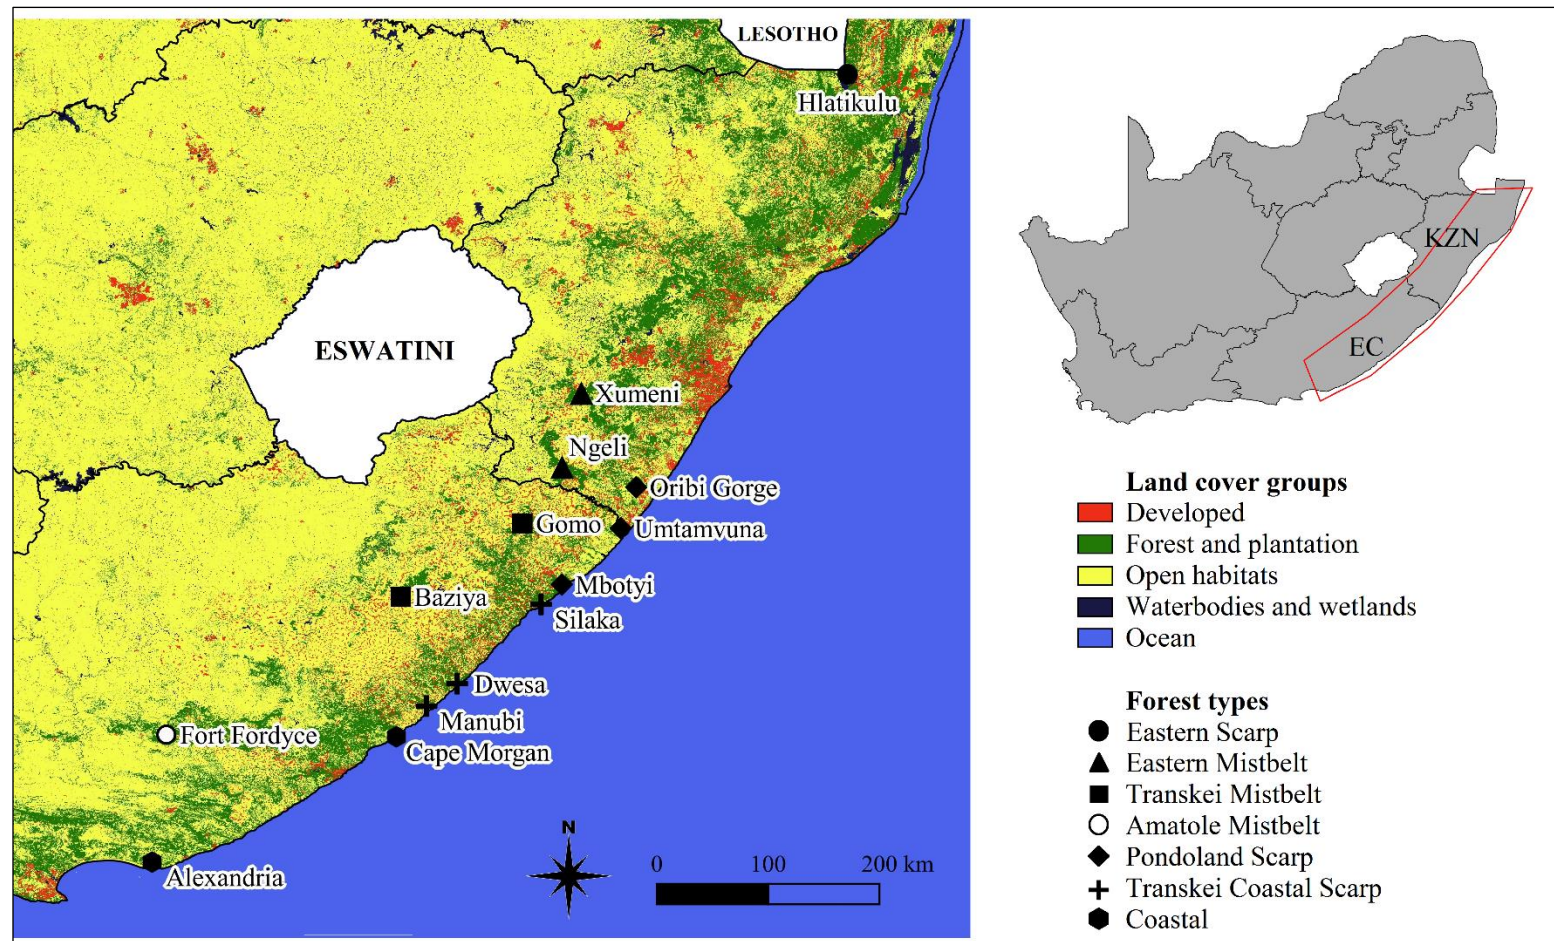 LESOTHO
Hlatikulu
ESWATINI
Xumeni
Ngeli
Oribi Gorge
Gomo
Umtamvuna
Mbotyi
Baziya
Silaka
Dwesa
Manubi
Fort Fordyce
Cape Morgan
Alexandria
N
0 100 200 km
KZN
EC
Land cover groups
Developed
Forest and plantation
Open habitats
Waterbodies and wetlands
Ocean
Forest types
Eastern Scarp
Eastern Mistbelt
Transkei Mistbelt
Amatole Mistbelt
Pondoland Scarp
Transkei Coastal Scarp
Coastal